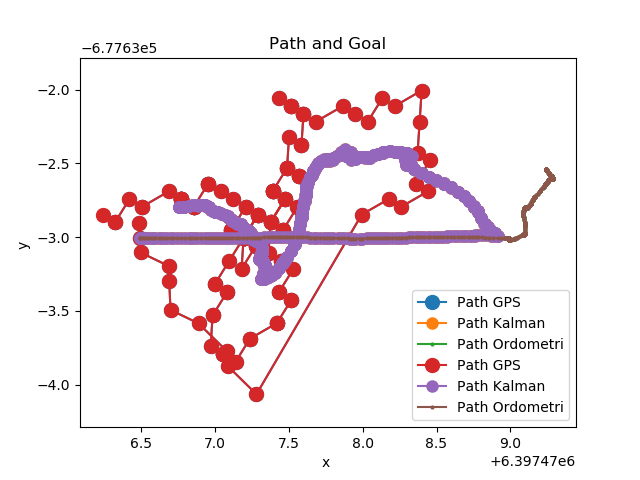 Path and Goal
−6.7763e5
−2.0
−2.5
−3.0
−3.5
−4.0
y
6.5 7.0 7.5 8.0 8.5 9.0
x
+6.39747e6
Path GPS
Path Kalman
Path Ordometri
Path GPS
Path Kalman
Path Ordometri